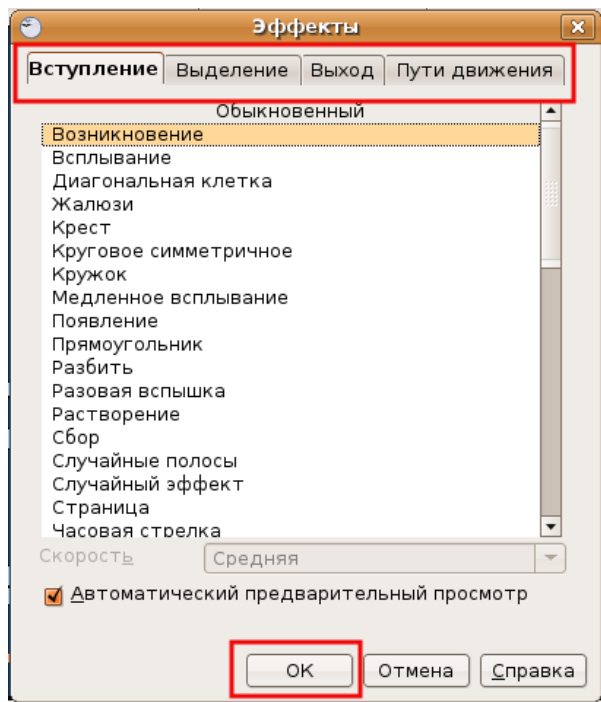 Эффекты
Вступление Выделение Выход Пути движения
Обыкновенный
Возникновение
Всплывание
Диагональная клетка
Жалюзи
Крест
Круговое симметричное
Кружок
Медленное всплывание
Появление
Прямоугольник
Разбить
Разовая вспышка
Растворение
Сбор
Случайные полосы
Случайный эффект
Страница
Часовая стрелка
Скорость Средняя
Автоматический предварительный просмотр
OK Отмена Справка